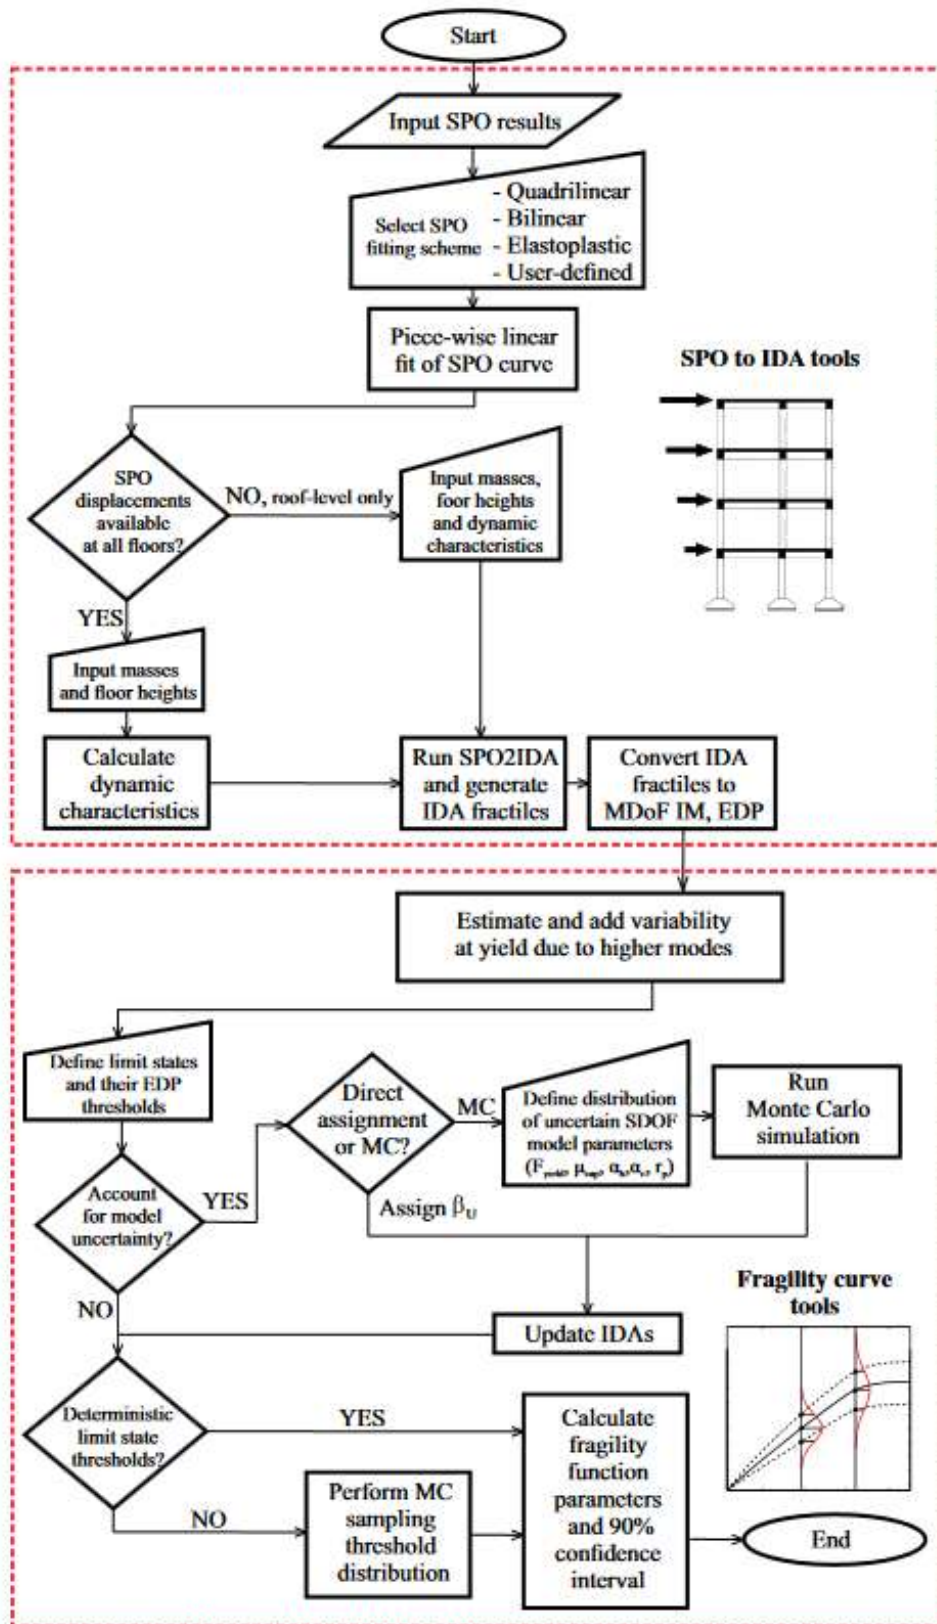 Start
Input SPO results
Select SPO
fitting scheme
- Quadrilinear
- Bilinear
- Elastoplastic
- User-defined
Piece-wise linear
fit of SPO curve
SPO to IDA tools
SPO
displacements
available
at all floors?
NO, roof-level only
Input masses,
foor heights
and dynamic
characteristics
YES
Input masses
and floor heights
Calculate
dynamic
characteristics
Run SPO2IDA
and generate
IDA fractiles
Convert IDA
fractiles to
MDoF IM, EDP
Estimate and add variability
at yield due to higher modes
Define limit states
and their EDP
thresholds
Direct
assignment
or MC?
MC
Define distribution
of uncertain SDOF
model parameters
Run
Monte Carlo
simulation
Account
for model
uncertainty?
YES
Assign βU
NO
Update IDAs
Fragility curve
tools
Deterministic
limit state
thresholds?
YES
NO
Perform MC
sampling
threshold
distribution
Calculate
fragility
function
parameters
and 90%
confidence
interval
End